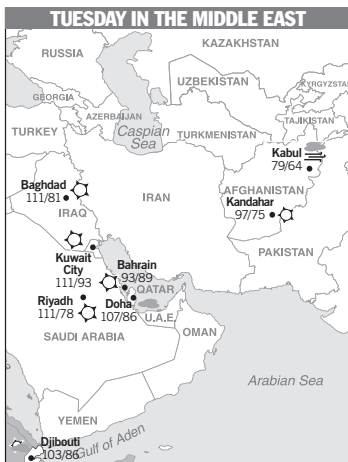 TUESDAY IN THE MIDDLE EAST
KAZAKHSTAN
RUSSIA
UZBEKISTAN
KYRGYZSTAN
GEORGIA
AZERBAIJAN
TAJIKISTAN
TURKEY
Caspian
Sea
TURKMENISTAN
Kabul
79/64
Baghdad
111/81
IRAQ
IRAN
AFGHANISTAN
Kandahar
97/75
PAKISTAN
Kuwait
City
111/93
Bahrain
93/89
QATAR
Riyadh
111/78
Doha
107/86
U.A.E.
OMAN
SAUDI ARABIA
Arabian Sea
YEMEN
Gulf of Aden
Djibouti
103/86